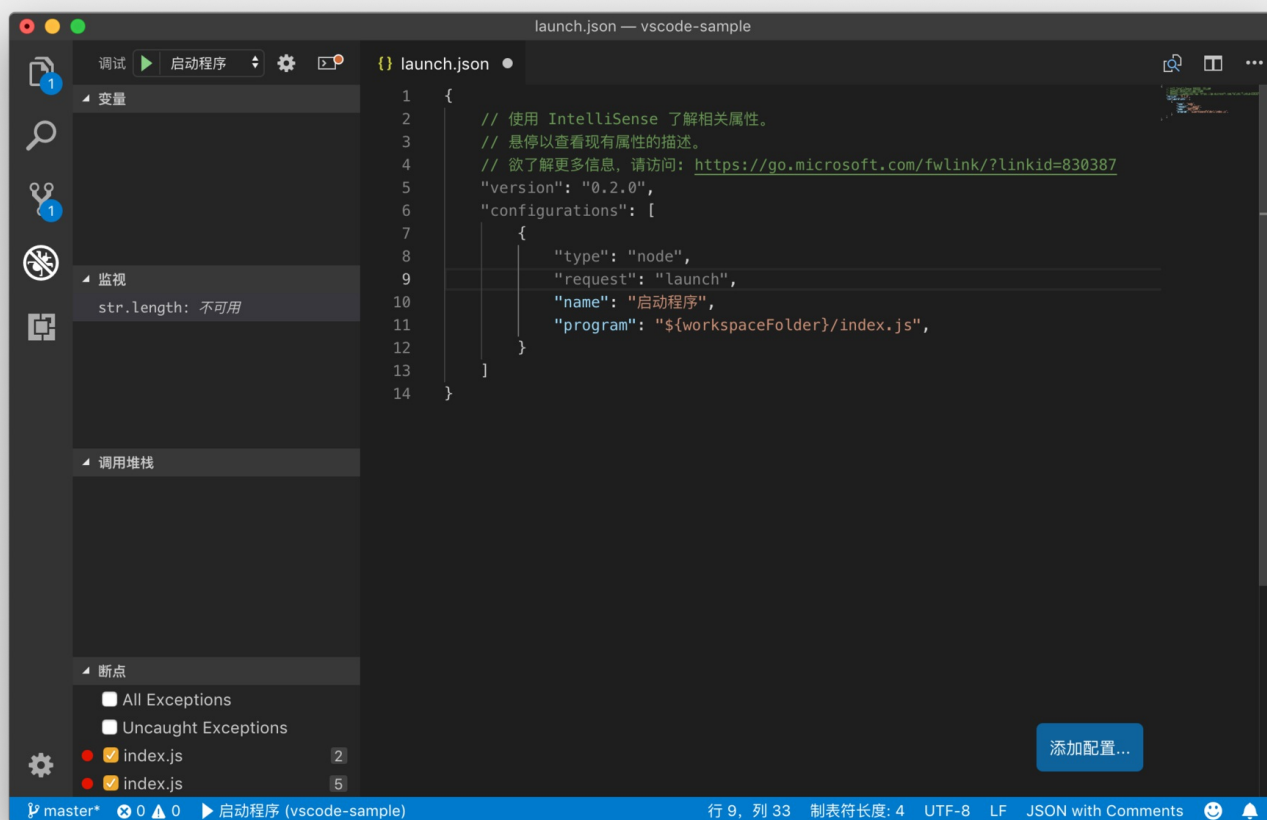 launch.json — vscode-sample
调试 启动程序
{} launch.json
1
1
变量
监视
str.length: 不可用
调用堆栈
断点
All Exceptions
Uncaught Exceptions
index.js 2
index.js 5
1 {
2 // 使用 IntelliSense 了解相关属性。
3 // 悬停以查看现有属性的描述。
4 // 欲了解更多信息，请访问: https://go.microsoft.com/fwlink/?linkid=830387
5 "version": "0.2.0",
6 "configurations": [
7 {
8 "type": "node",
9 "request": "launch",
10 "name": "启动程序",
11 "program": "${workspaceFolder}/index.js",
12 }
13 ]
14 }
添加配置...
master* 0 0 启动程序 (vscode-sample) 行 9，列 33 制表符长度: 4 UTF-8 LF JSON with Comments